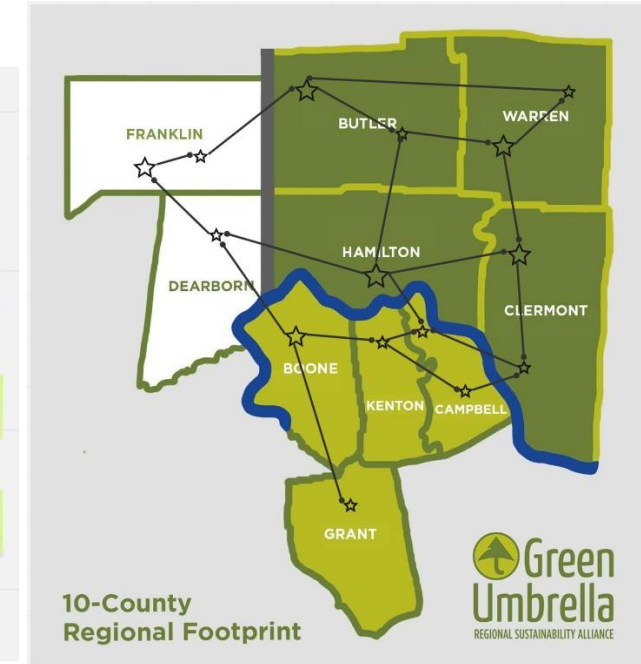 FRANKLIN
BUTLER
WARREN
HAMILTON
DEARBORN
CLERMONT
BOONE
KENTON
CAMPBELL
GRANT
10-County
Regional Footprint
Green
Umbrella
REGIONAL SUSTAINABILITY ALLIANCE